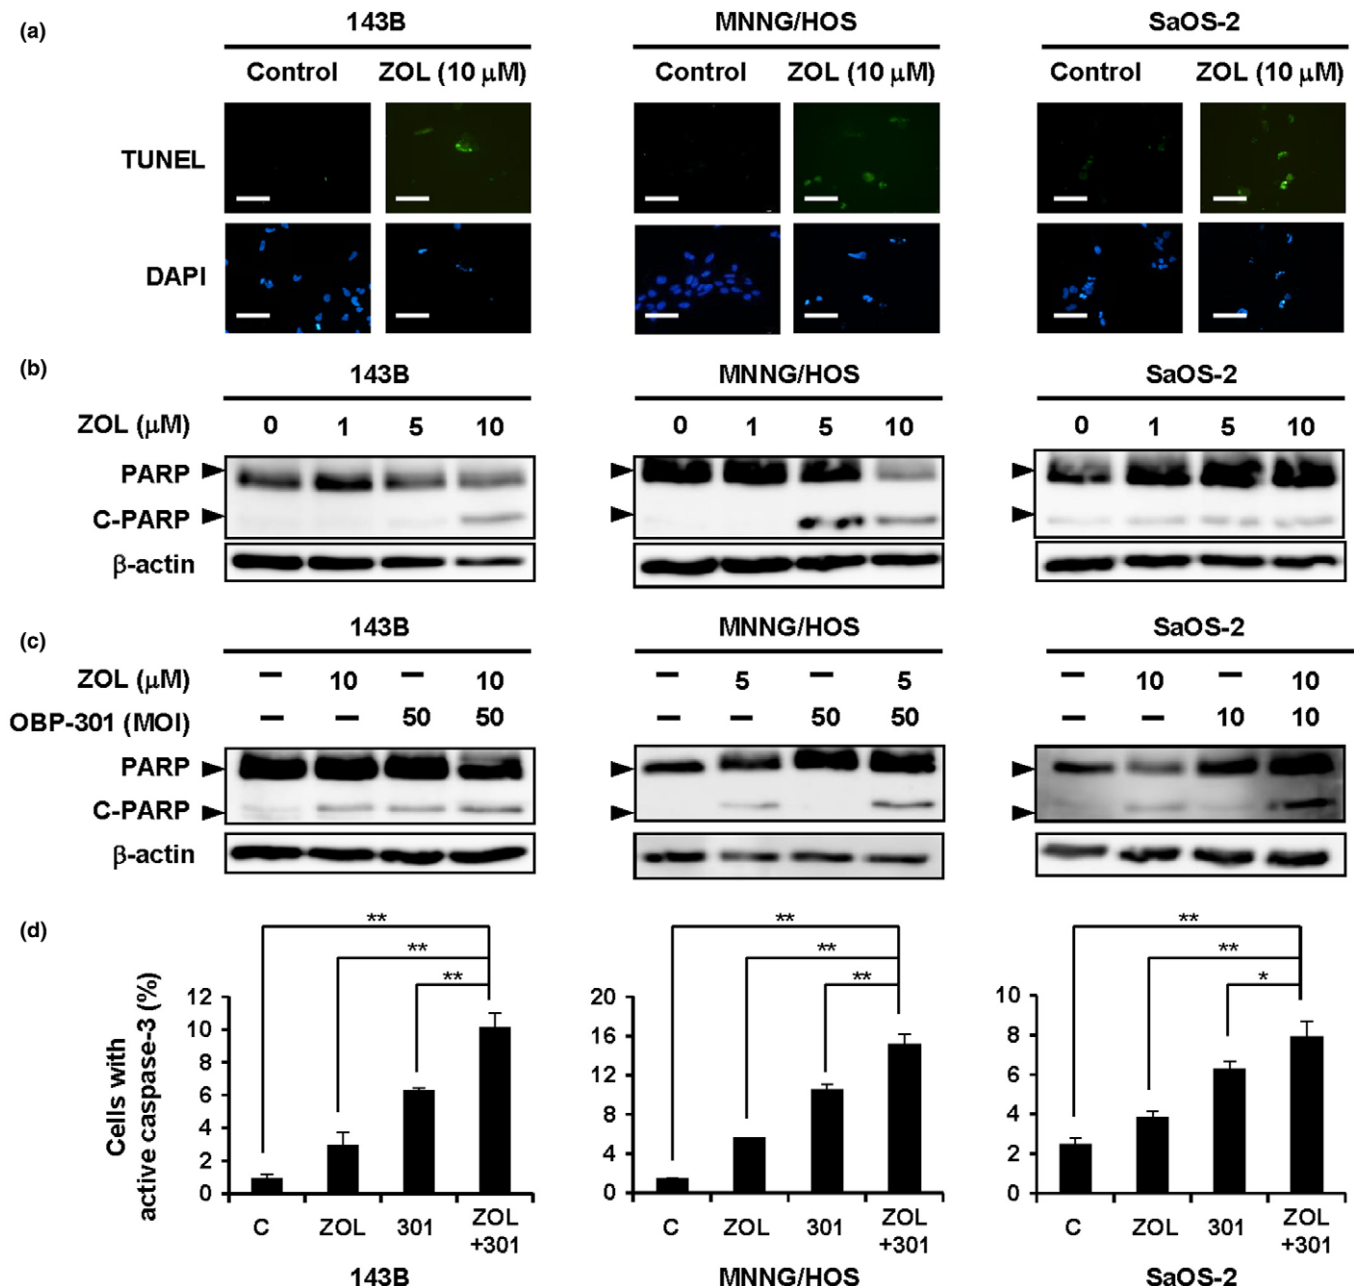 (a)
143B MNNG/HOS SaOS-2
Control ZOL (10 μM) Control ZOL (10 μM) Control ZOL (10 μM)
TUNEL
DAPI
(b)
143B MNNG/HOS SaOS-2
ZOL (μM) 0 1 5 10 0 1 5 10 0 1 5 10
PARP
C-PARP
β-actin
(c)
143B MNNG/HOS SaOS-2
ZOL (μM) – 10 – 10 – 5 – 5 – 10 – 10
OBP-301 (MOI) – – 50 50 – – 50 50 – – 10 10
PARP
C-PARP
β-actin
(d)
Cells with
active caspase-3 (%)
** ** **
** ** **
** ** *
12
10
8
6
4
2
0
C ZOL 301 ZOL
+301
143B
20
16
12
8
4
0
C ZOL 301 ZOL
+301
MNNG/HOS
10
8
6
4
2
0
C ZOL 301 ZOL
+301
SaOS-2